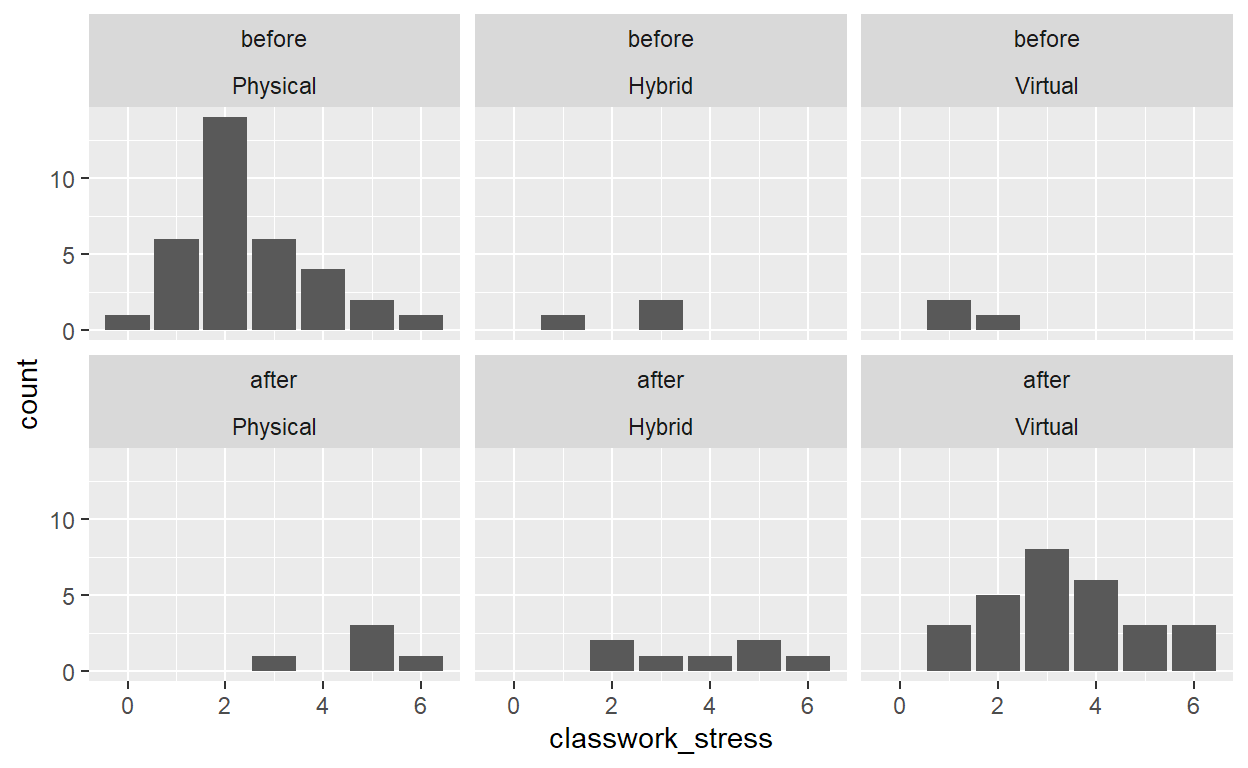 before
Physical
before
Hybrid
before
Virtual
10
5
0
after
Physical
after
Hybrid
after
Virtual
10
5
0
0 2 4 6
0 2 4 6
0 2 4 6
classwork_stress
count